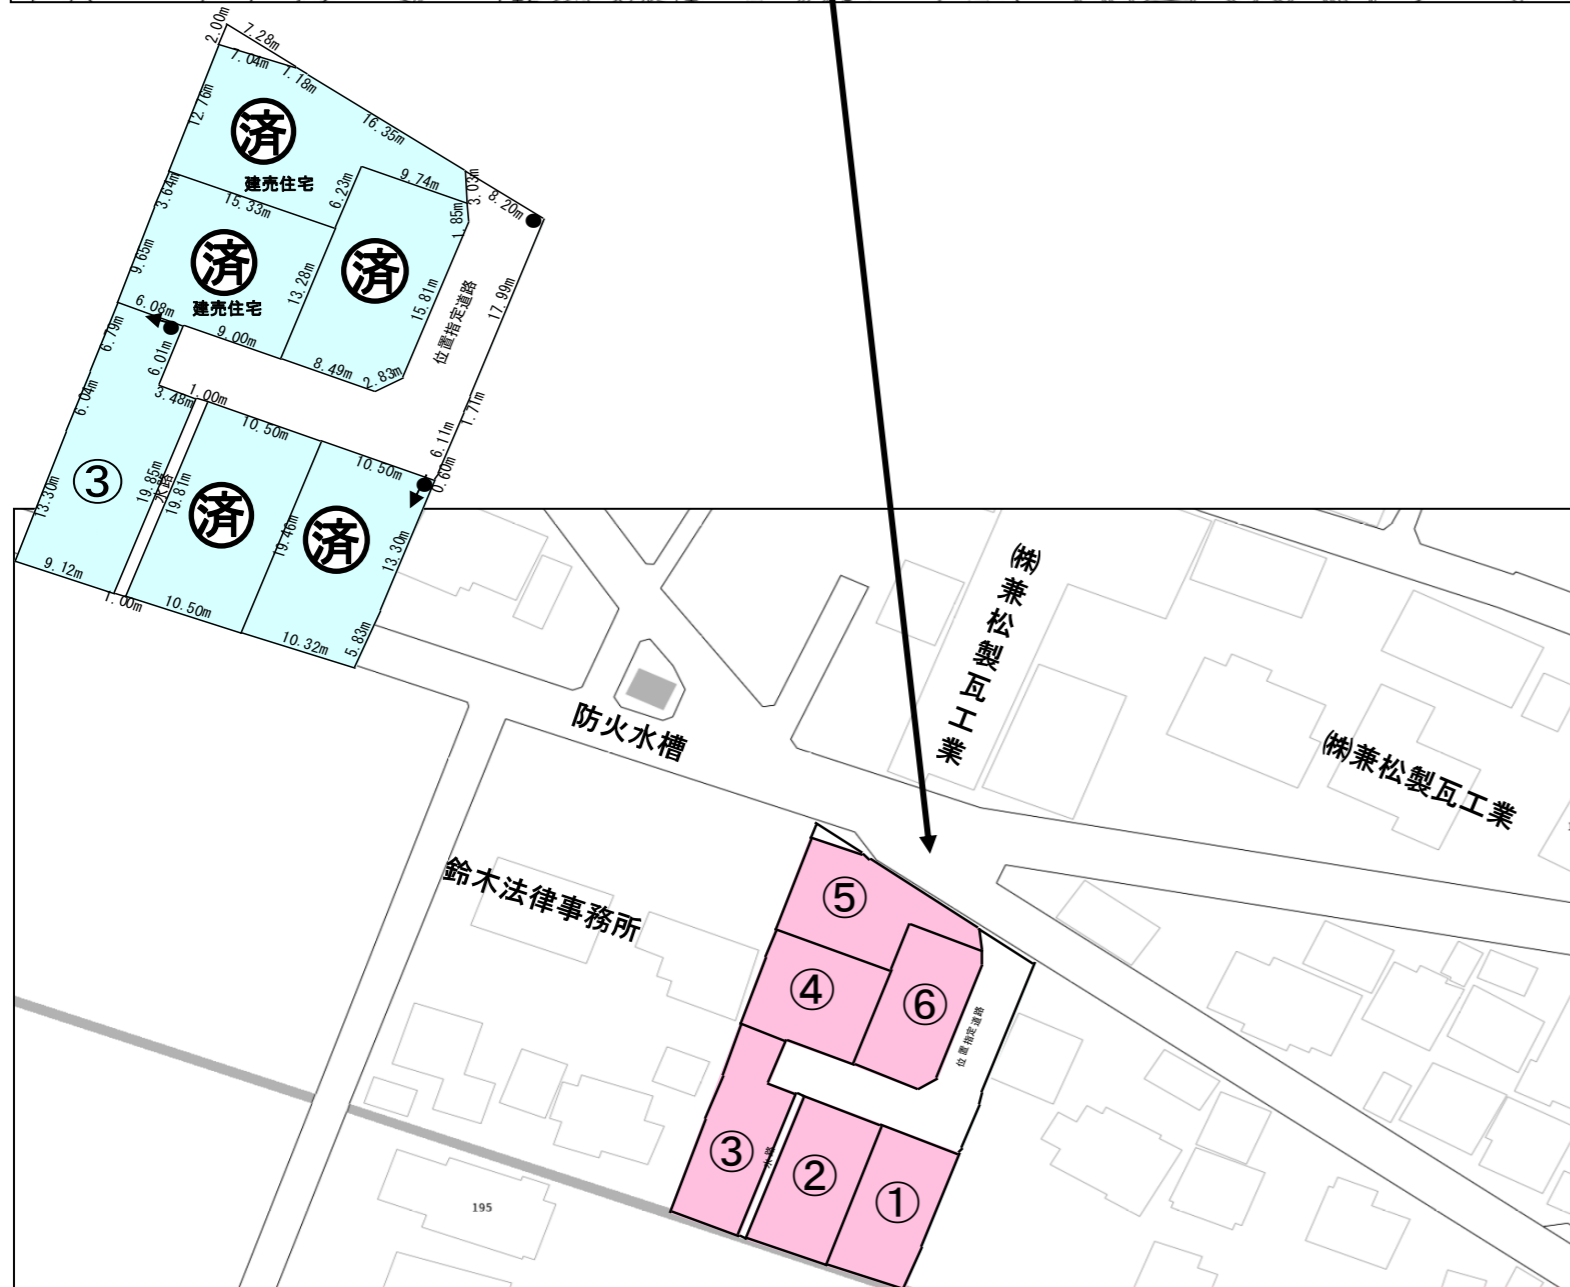 2.00m
7.28m
7.04m
1.18m
12.76m
16.35m
済
建売住宅
3.64m
15.33m
6.23m
9.74m
3.03m
8.20m
1.85m
済
建売住宅
済
9.65m
13.28m
15.81m
位置指定道路
17.99m
6.08m
9.00m
8.49m
2.83m
6.79m
6.01m
6.04m
3.48m
1.00m
10.50m
10.50m
6.11m
1.71m
0.60m
③
19.85m
水路
19.81m
済
19.46m
済
13.30m
13.30m
9.12m
1.00m
10.50m
10.32m
5.83m
㈱兼松製瓦工業
㈱兼松製瓦工業
防火水槽
鈴木法律事務所
⑤
④
⑥
位置指定道路
③
水路
②
①
195